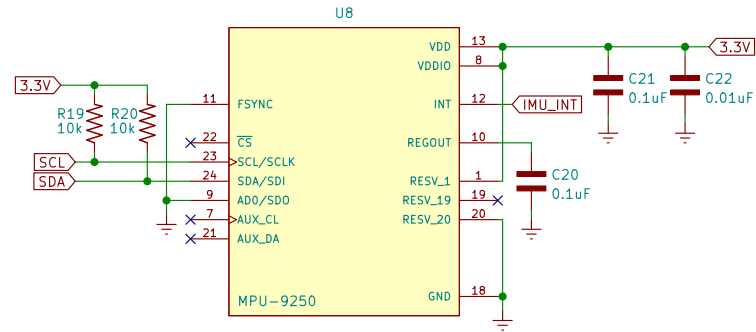 U8
3.3V
R19
10k
R20
10k
SCL
SDA
11 FSYNC
22 CS
23 SCL/SCLK
24 SDA/SDI
9 AD0/SDO
7 AUX_CL
21 AUX_DA
MPU-9250
VDD 13
VDDIO 8
INT 12
REGOUT 10
RESV_1 1
RESV_19 19
RESV_20 20
GND 18
3.3V
IMU_INT
C21
0.1uF
C22
0.01uF
C20
0.1uF